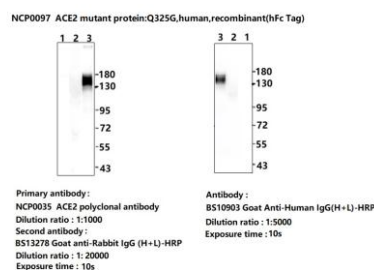 NCP0097 ACE2 mutant protein:Q325G,human,recombinant(hFc Tag)
1 2 3
-180
-130
-95
-72
-55
-43
3 2 1
-180
-130
-95
-72
-55
-43
Primary antibody :
NCP0035 ACE2 polyclonal antibody
Dilution ratio : 1:1000
Second antibody :
BS13278 Goat anti-Rabbit IgG (H+L)-HRP
Dilution ratio : 1: 20000
Exposure time : 10s
Antibody :
BS10903 Goat Anti-Human IgG(H+L)-HRP
Dilution ratio : 1:5000
Exposure time : 10s